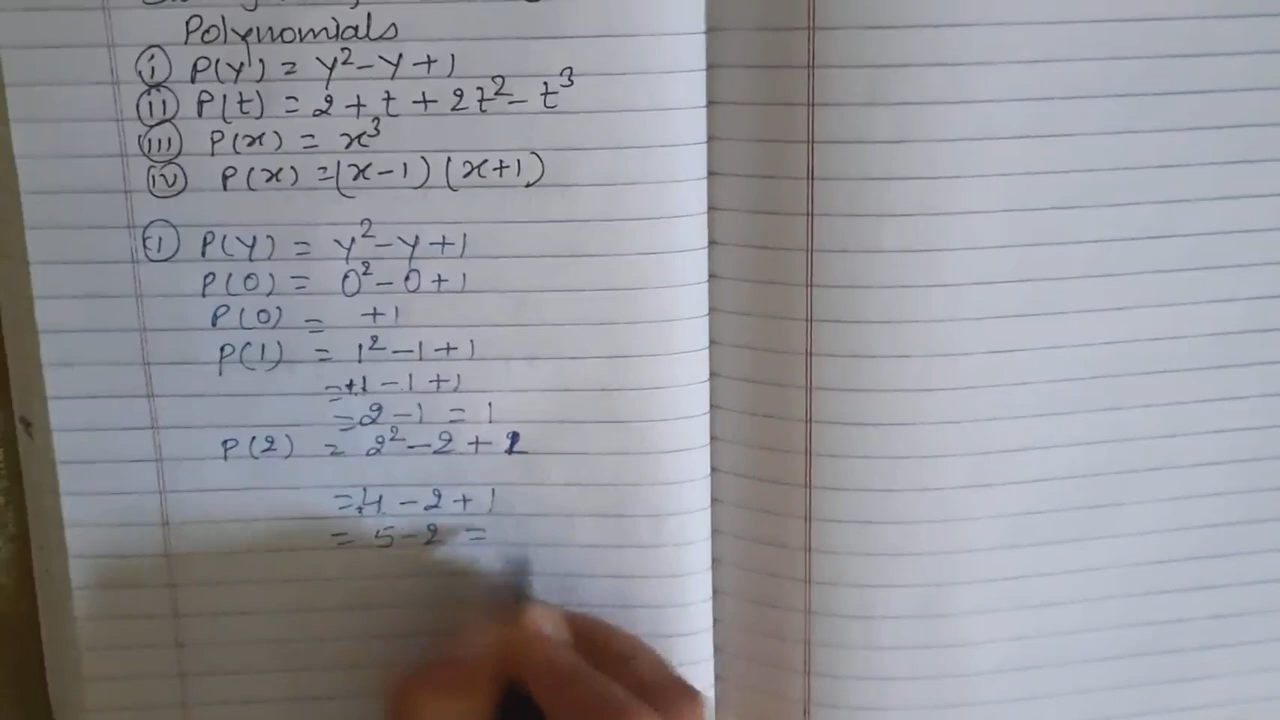 Polynomials
(i) P(y) = y² - y + 1
(ii) P(t) = 2 + t + 2t² - t³
(iii) P(x) = x³
(iv) P(x) = (x-1) (x+1)
(i) P(y) = y² - y + 1
P(0) = 0² - 0 + 1
P(0) = +1
P(1) = 1² - 1 + 1
= +1 - 1 + 1
= 2 - 1 = 1
P(2) = 2² - 2 + 1
= 4 - 2 + 1
= 5 - 2 =